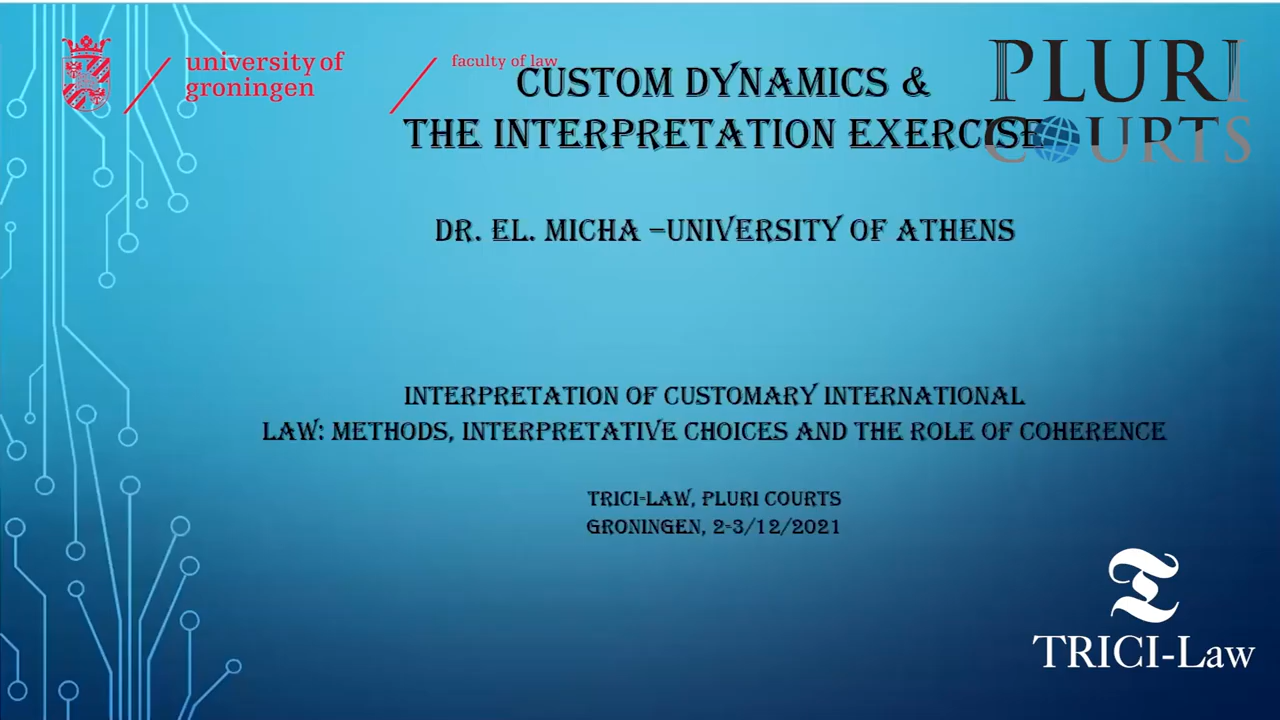 university of
groningen
faculty of law
PLURI
COURTS
CUSTOM DYNAMICS &
THE INTERPRETATION EXERCISE
DR. EL. MICHA –UNIVERSITY OF ATHENS
INTERPRETATION OF CUSTOMARY INTERNATIONAL
LAW: METHODS, INTERPRETATIVE CHOICES AND THE ROLE OF COHERENCE
TRICI-LAW, PLURI COURTS
GRONINGEN, 2-3/12/2021
TRICI-Law